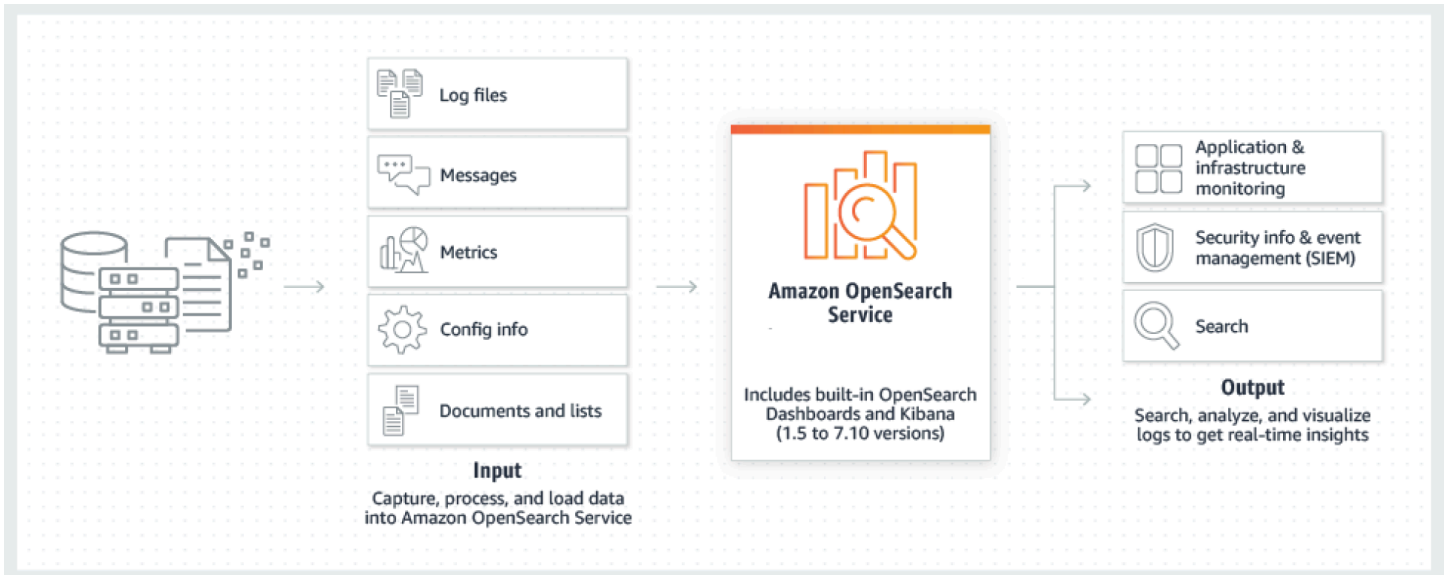 Log files
Messages
Metrics
Config info
Documents and lists
Input
Capture, process, and load data
into Amazon OpenSearch Service
Amazon OpenSearch
Service
Includes built-in OpenSearch
Dashboards and Kibana
(1.5 to 7.10 versions)
Application &
infrastructure
monitoring
Security info & event
management (SIEM)
Search
Output
Search, analyze, and visualize
logs to get real-time insights